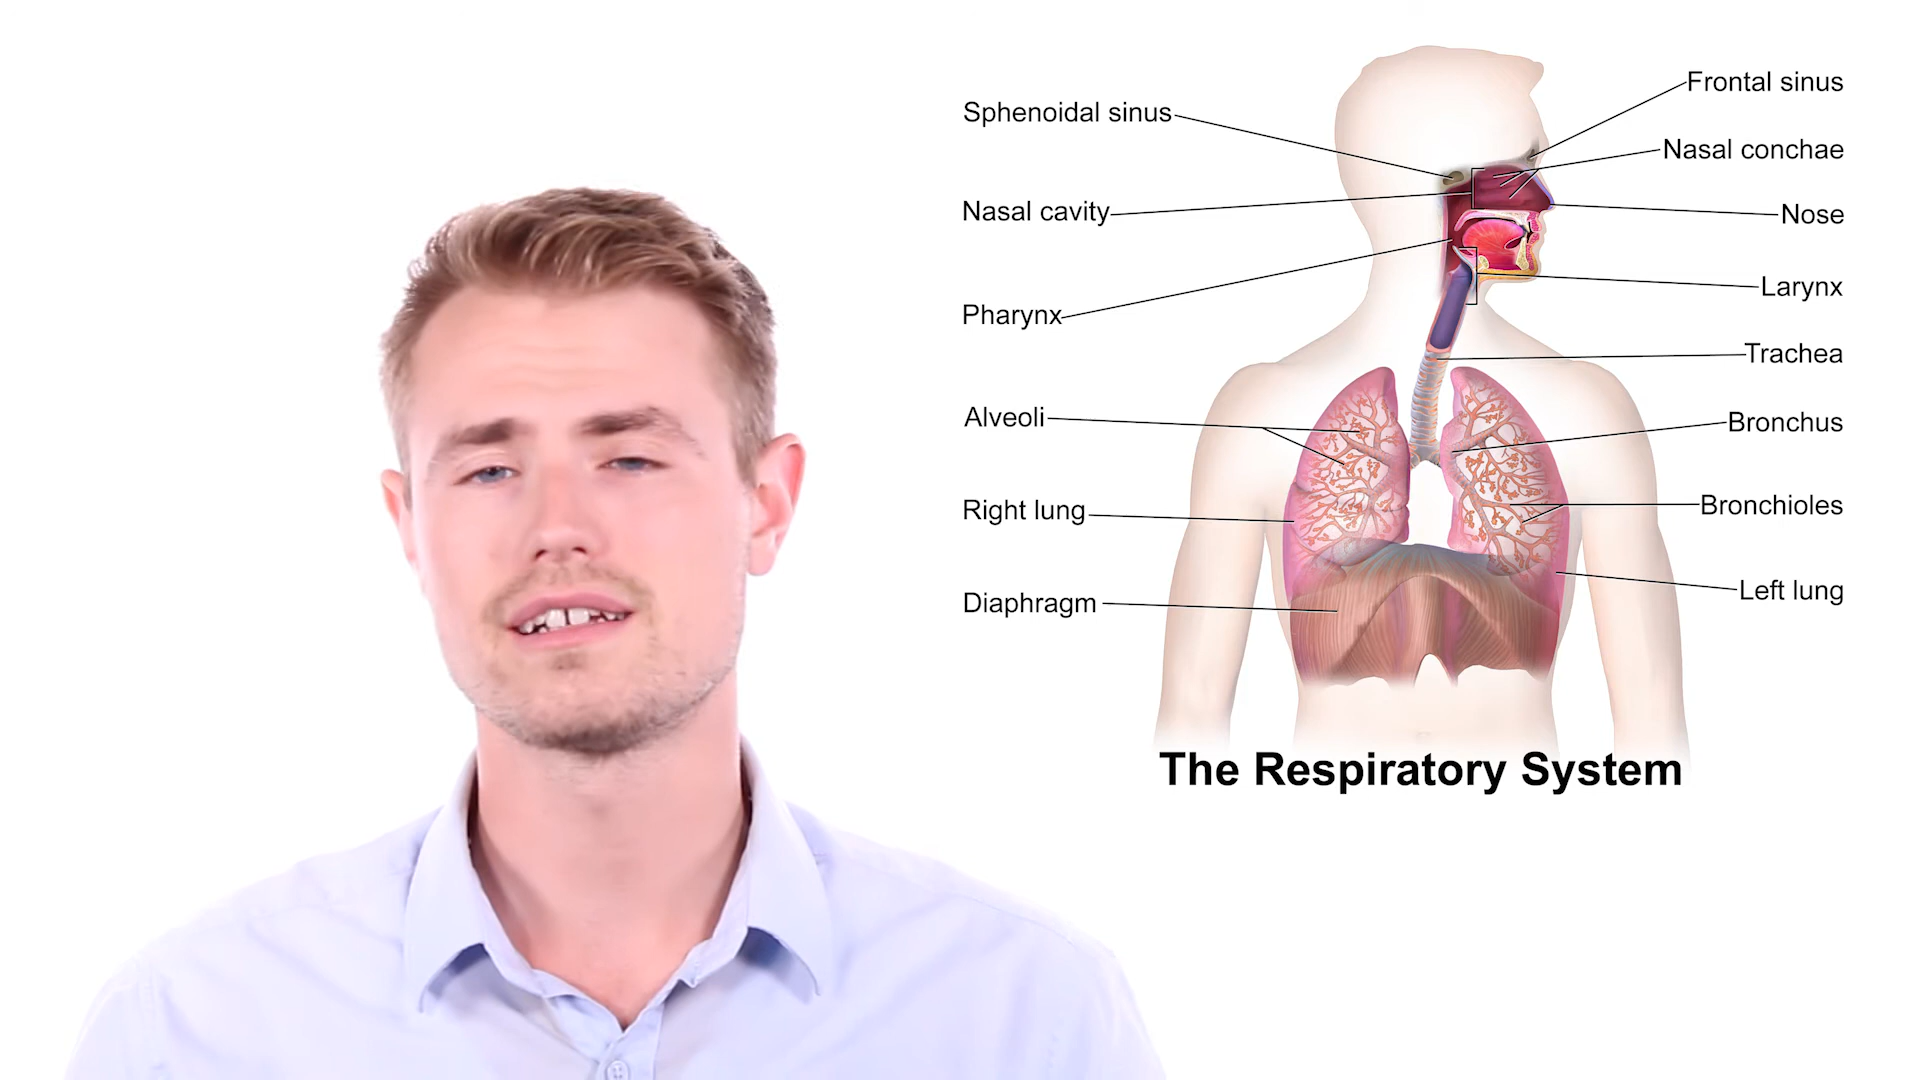 Sphenoidal sinus
Nasal cavity
Pharynx
Alveoli
Right lung
Diaphragm
Frontal sinus
Nasal conchae
Nose
Larynx
Trachea
Bronchus
Bronchioles
Left lung
The Respiratory System